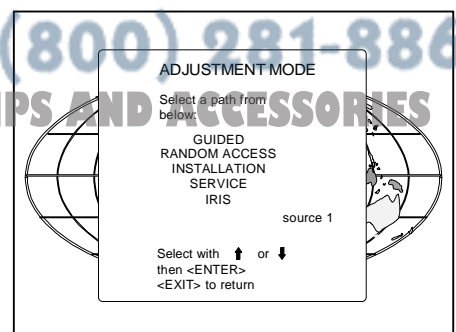 (800) 281-886
PS AND ACCESSORIES
ADJUSTMENT MODE
Select a path from
below:
GUIDED
RANDOM ACCESS
INSTALLATION
SERVICE
IRIS
source 1
Select with ⬆ or ⬇
then <ENTER>
<EXIT> to return